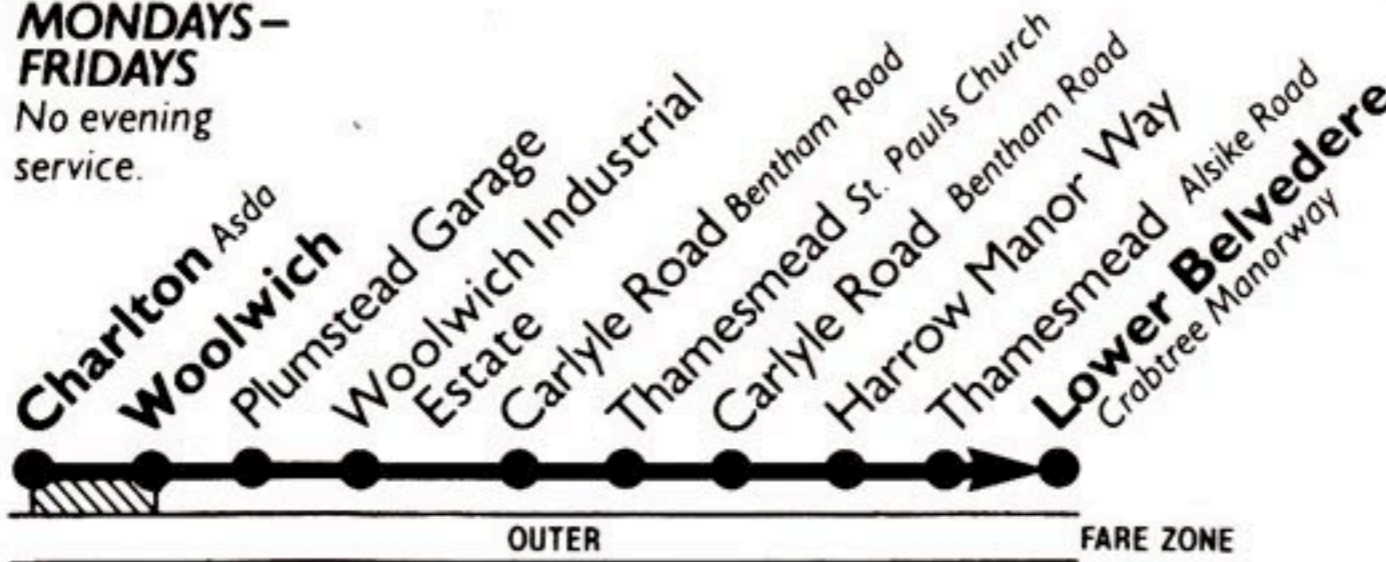 MONDAYS–
FRIDAYS
No evening
service.
Charlton Asda
Woolwich
Plumstead Garage
Woolwich Industrial
Estate
Carlyle Road Bentham Road
Thamesmead St. Pauls Church
Carlyle Road Bentham Road
Harrow Manor Way
Thamesmead Alsike Road
Lower Belvedere
Crabtree Manorway
OUTER
FARE ZONE